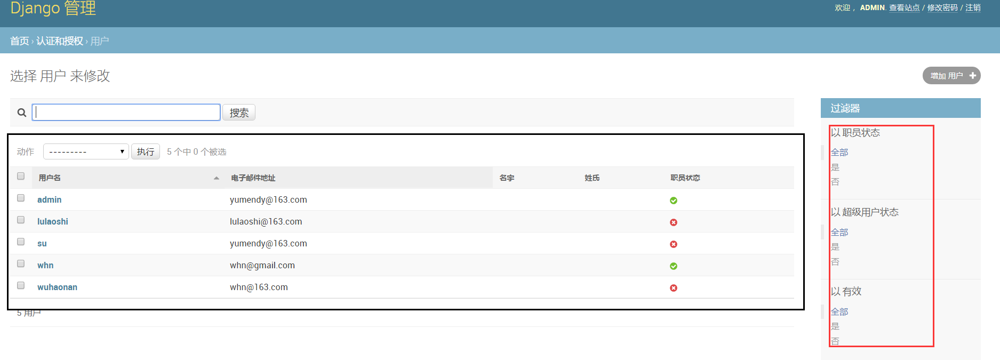 Django 管理
欢迎， ADMIN. 查看站点 / 修改密码 / 注销
首页 › 认证和授权 › 用户
选择 用户 来修改
增加 用户 +
搜索
过滤器
以 职员状态
全部
是
否
以 超级用户状态
全部
是
否
以 有效
全部
是
否
动作 --------- 执行 5 个中 0 个被选
用户名 电子邮件地址 名字 姓氏 职员状态
admin yumendy@163.com
lulaoshi lulaoshi@163.com
su yumendy@163.com
whn whn@gmail.com
wuhaonan whn@163.com
5 用户